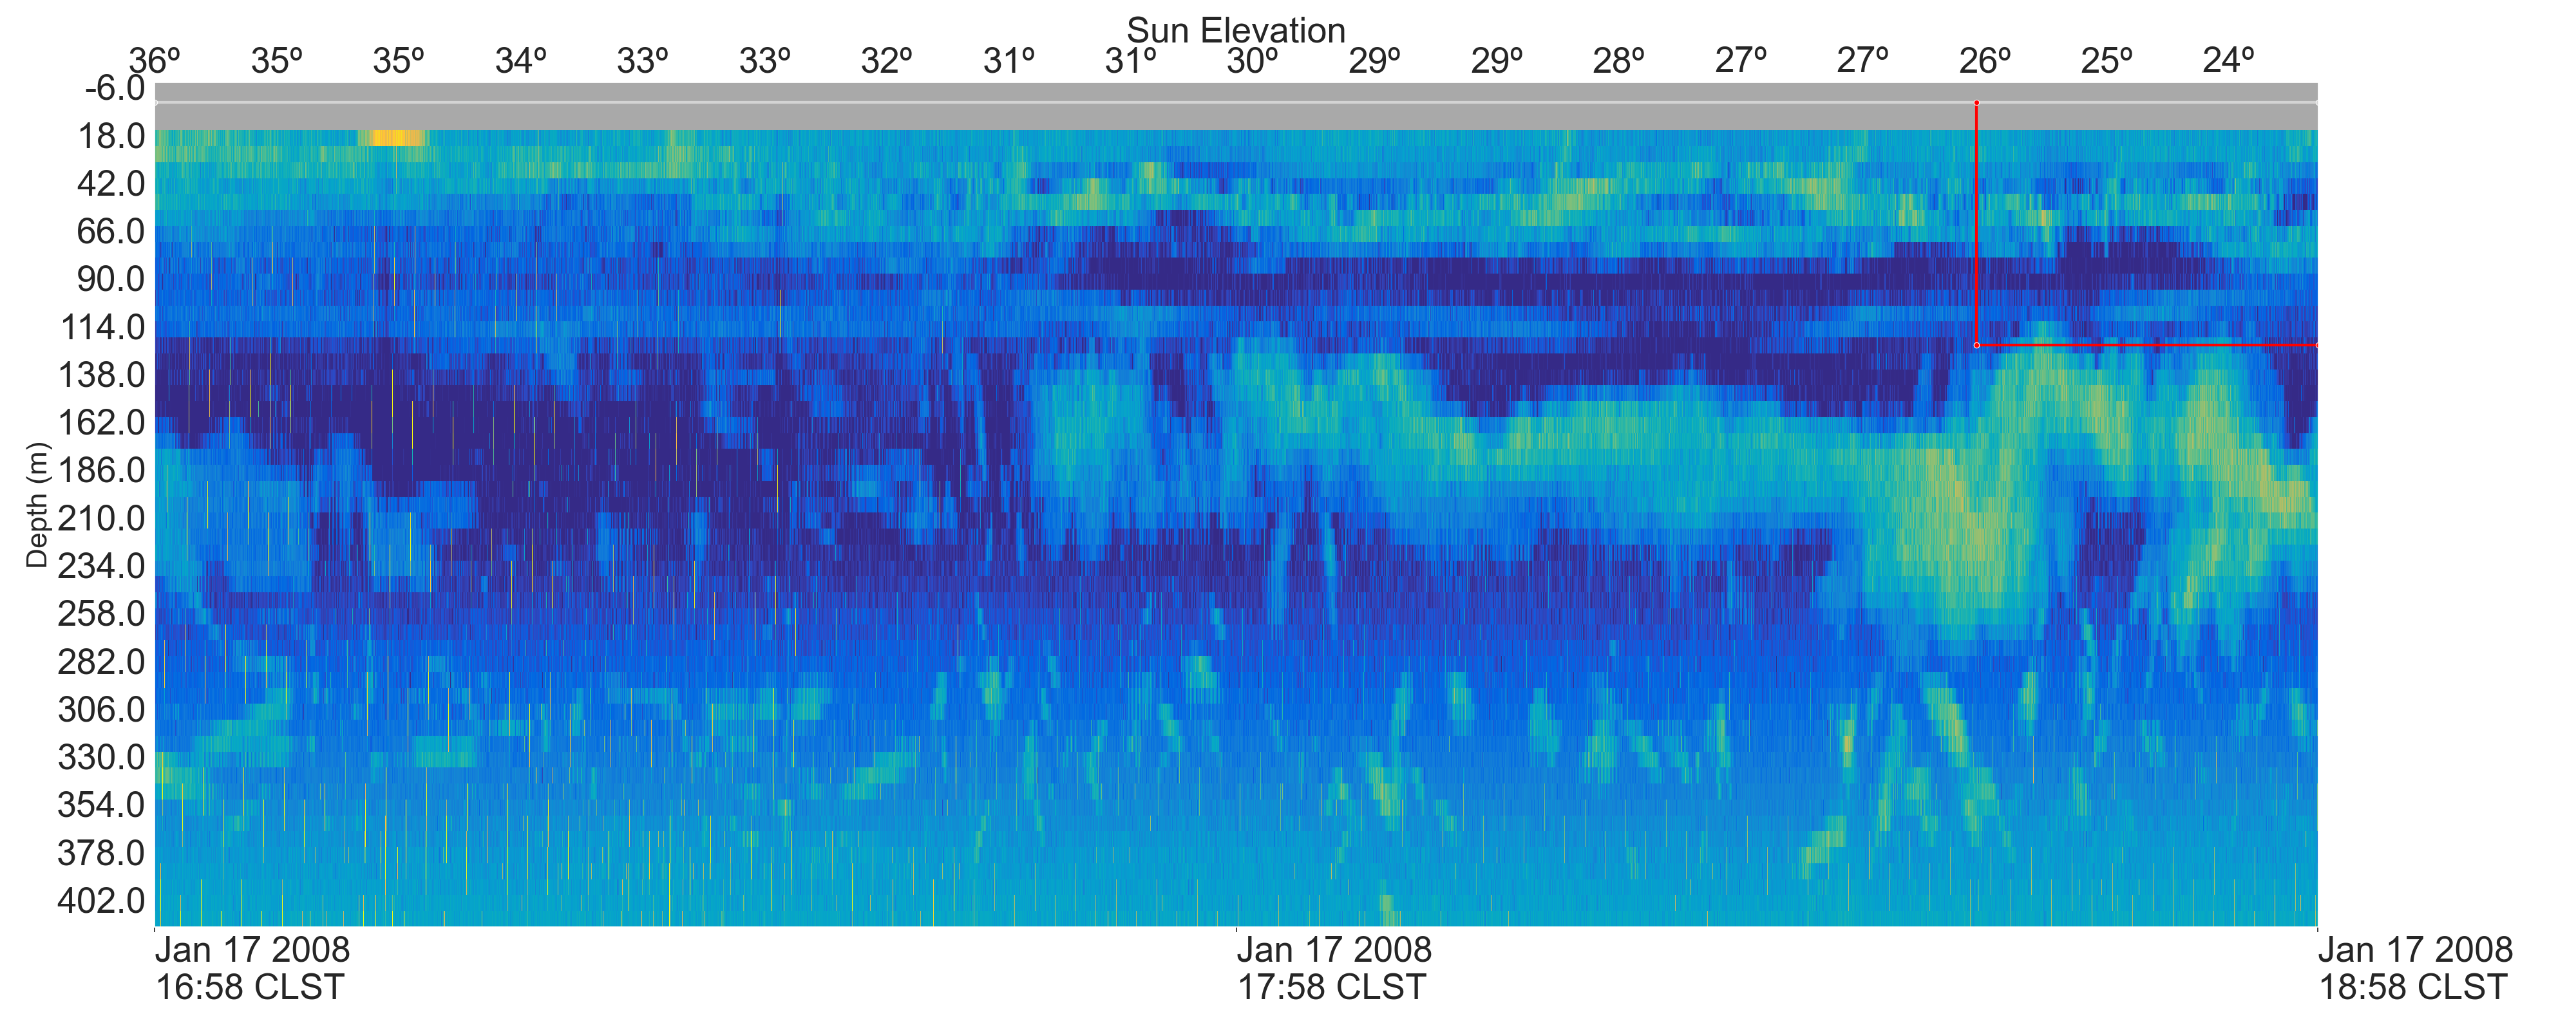 Sun Elevation
36º 35º 35º 34º 33º 33º 32º 31º 31º 30º 29º 29º 28º 27º 27º 26º 25º 24º
-6.0
18.0
42.0
66.0
90.0
114.0
138.0
162.0
186.0
210.0
234.0
258.0
282.0
306.0
330.0
354.0
378.0
402.0
Depth (m)
Jan 17 2008
16:58 CLST
Jan 17 2008
17:58 CLST
Jan 17 2008
18:58 CLST